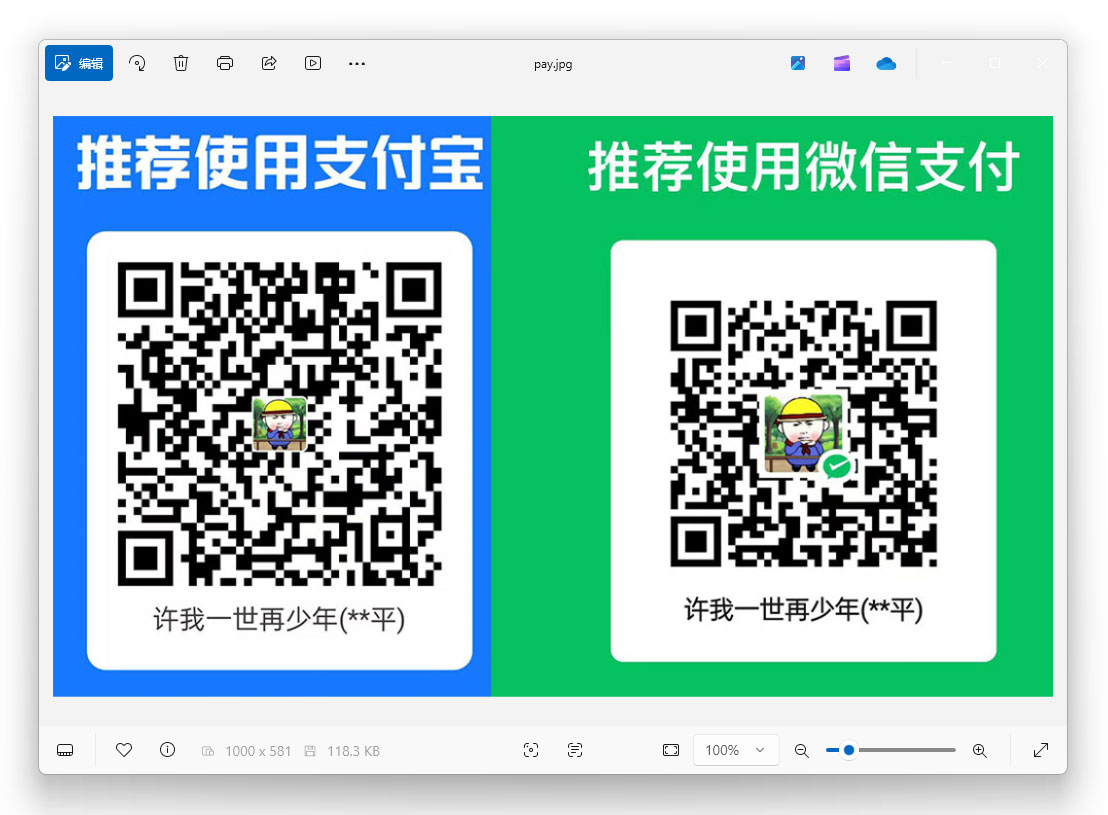 编辑
pay.jpg
推荐使用支付宝
推荐使用微信支付
许我一世再少年(**平)
许我一世再少年(**平)
1000 x 581
118.3 KB
100%